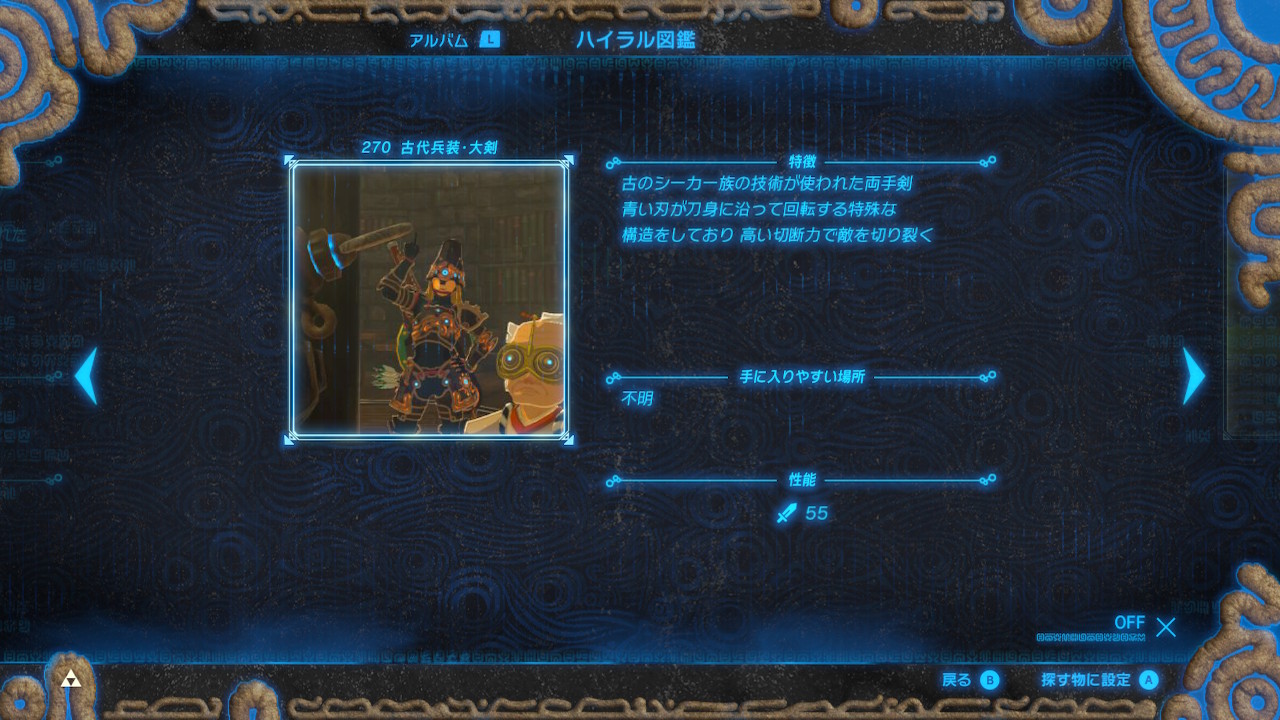 アルバム L
ハイラル図鑑
270 古代兵装・大剣
特徴
古のシーカー族の技術が使われた両手剣
青い刃が刀身に沿って回転する特殊な
構造をしており 高い切断力で敵を切り裂く
手に入りやすい場所
不明
性能
55
OFF
戻る B
探す物に設定 A